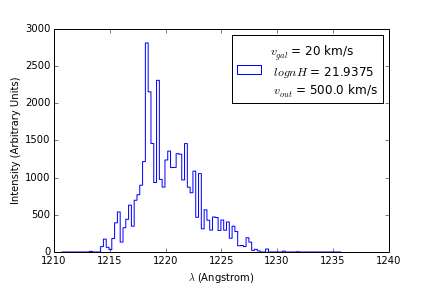 3000
2500
2000
1500
1000
500
0
Intensity (Arbitrary Units)
v_gal = 20 km/s
lognH = 21.9375
v_out = 500.0 km/s
1210 1215 1220 1225 1230 1235 1240
λ (Angstrom)